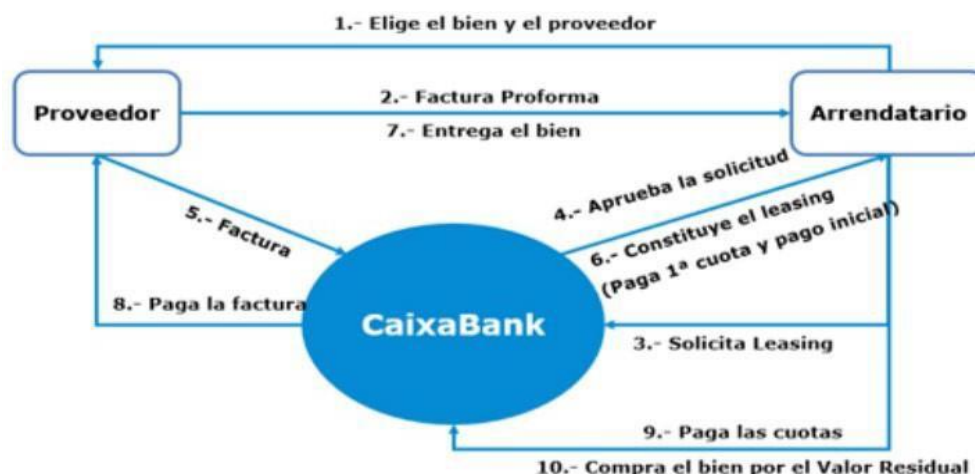 1.- Elige el bien y el proveedor
Proveedor
2.- Factura Proforma
7.- Entrega el bien
Arrendatario
4.- Aprueba la solicitud
6.- Constituye el leasing
(Paga 1ª cuota y pago inicial)
5.- Factura
8.- Paga la factura
CaixaBank
3.- Solicita Leasing
9.- Paga las cuotas
10.- Compra el bien por el Valor Residual